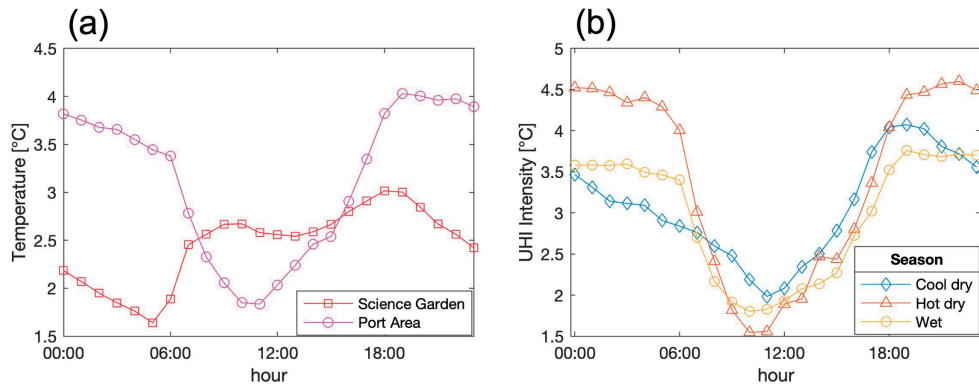 (a)
4.5
4
3.5
3
2.5
2
1.5
Temperature [°C]
00:00 06:00 12:00 18:00
hour
Science Garden
Port Area
(b)
5
4.5
4
3.5
3
2.5
2
1.5
UHI Intensity [°C]
00:00 06:00 12:00 18:00
hour
Season
Cool dry
Hot dry
Wet